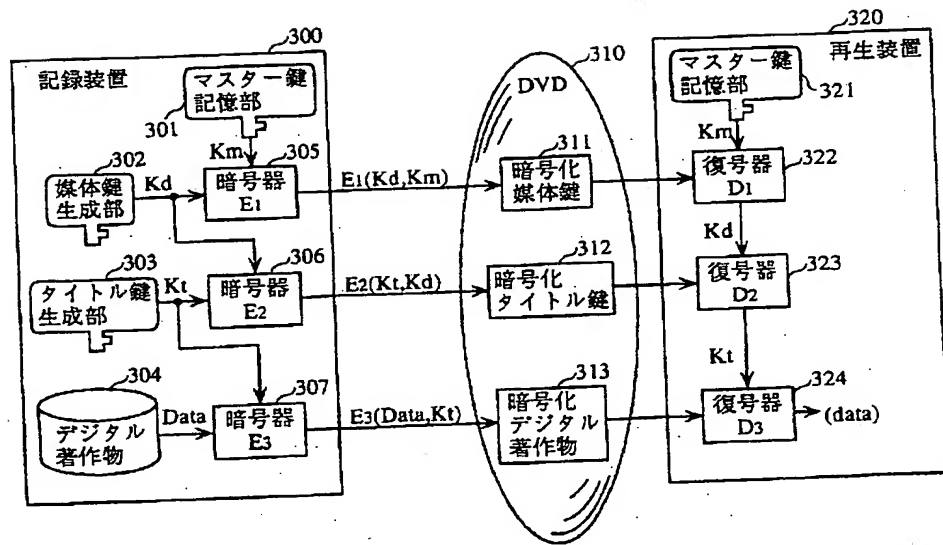 300
記録装置
マスター鍵
記憶部
301
302
媒体鍵
生成部
Kd
Km
305
暗号器
E1
E1(Kd,Km)
303
タイトル鍵
生成部
Kt
306
暗号器
E2
E2(Kt,Kd)
304
デジタル
著作物
Data
307
暗号器
E3
E3(Data,Kt)
310
DVD
311
暗号化
媒体鍵
312
暗号化
タイトル鍵
313
暗号化
デジタル
著作物
320
再生装置
マスター鍵
記憶部
321
Km
復号器
D1
322
Kd
復号器
D2
323
Kt
復号器
D3
324
(data)